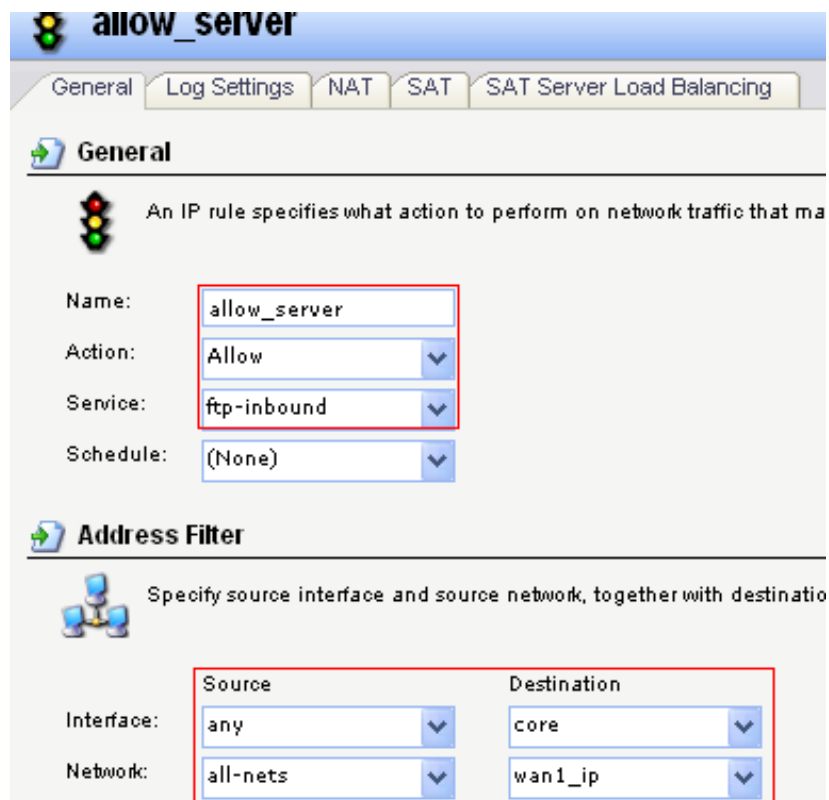 allow_server
General Log Settings NAT SAT SAT Server Load Balancing
General
An IP rule specifies what action to perform on network traffic that ma
Name: allow_server
Action: Allow
Service: ftp-inbound
Schedule: (None)
Address Filter
Specify source interface and source network, together with destinatio
Source Destination
Interface: any core
Network: all-nets wan1_ip